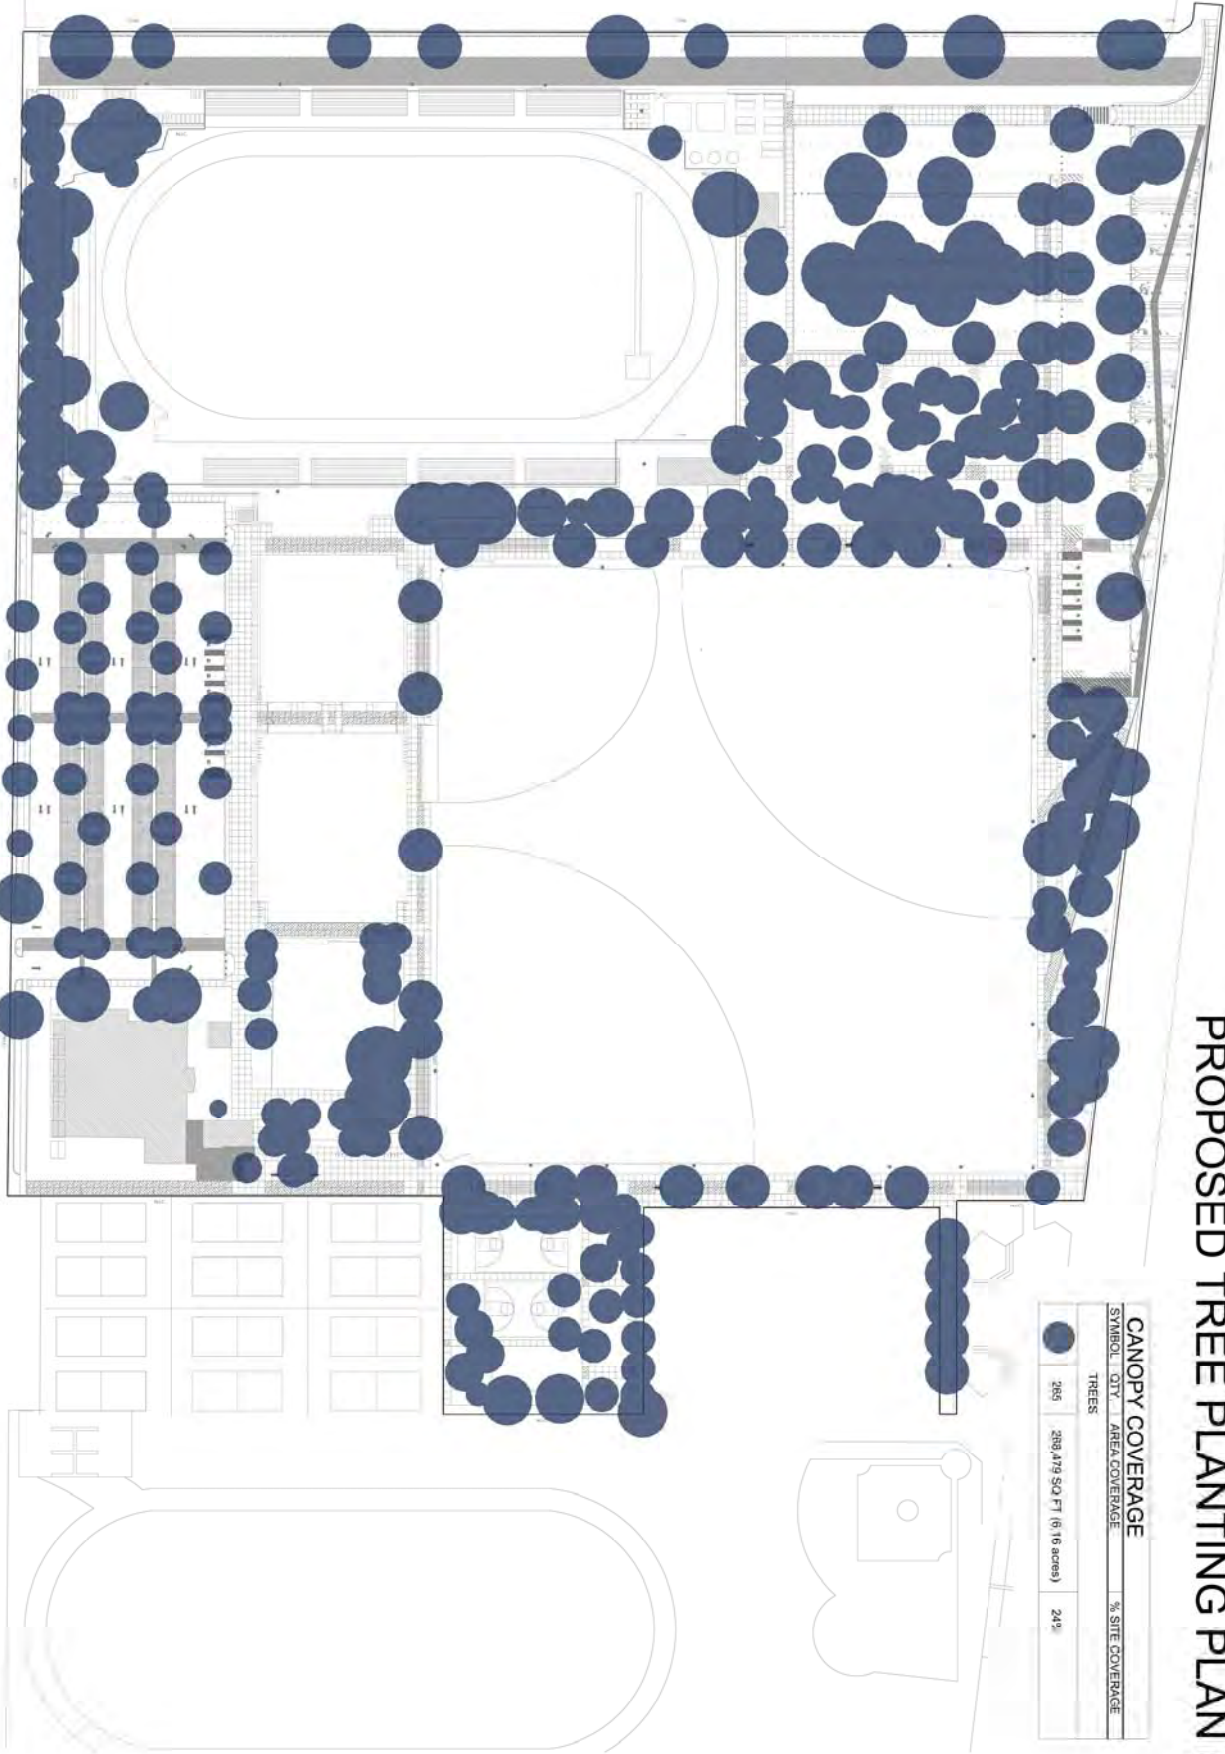 PROPOSED TREE PLANTING PLAN
CANOPY COVERAGE
SYMBOL QTY AREA COVERAGE % SITE COVERAGE
TREES
265 268,479 SQ FT (6.16 acres) 24%